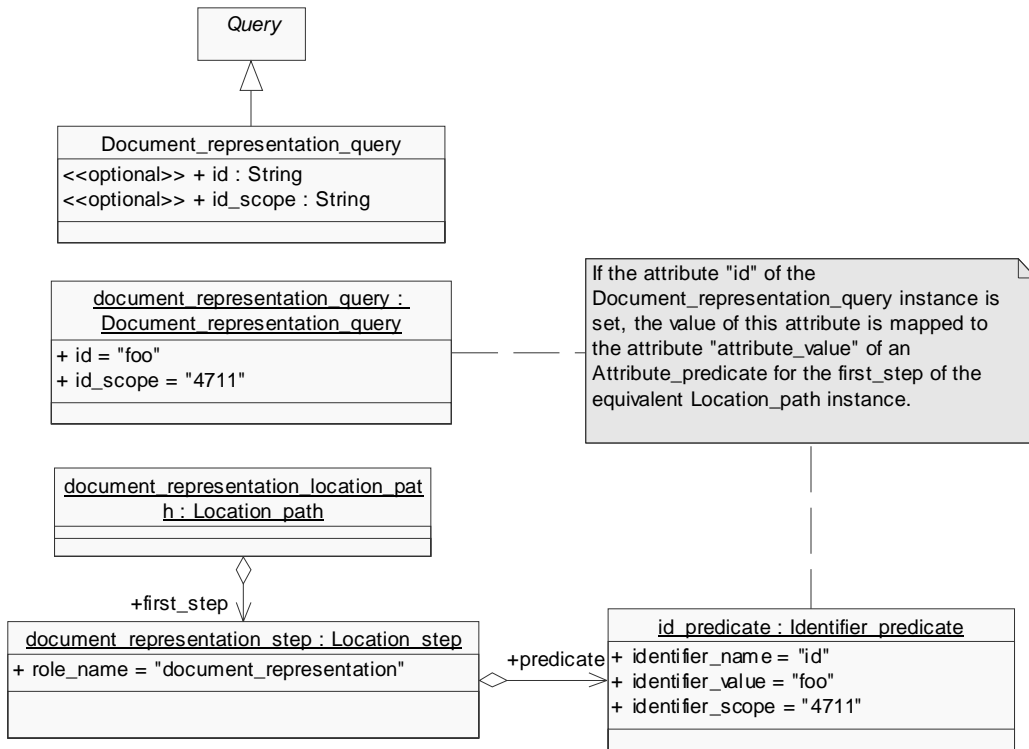 Query
Document_representation_query
<<optional>> + id : String
<<optional>> + id_scope : String
document_representation_query :
Document_representation_query
+ id = "foo"
+ id_scope = "4711"
If the attribute "id" of the
Document_representation_query instance is
set, the value of this attribute is mapped to
the attribute "attribute_value" of an
Attribute_predicate for the first_step of the
equivalent Location_path instance.
document_representation_location_pat
h : Location_path
+first_step
document_representation_step : Location_step
+ role_name = "document_representation"
+predicate
id_predicate : Identifier_predicate
+ identifier_name = "id"
+ identifier_value = "foo"
+ identifier_scope = "4711"